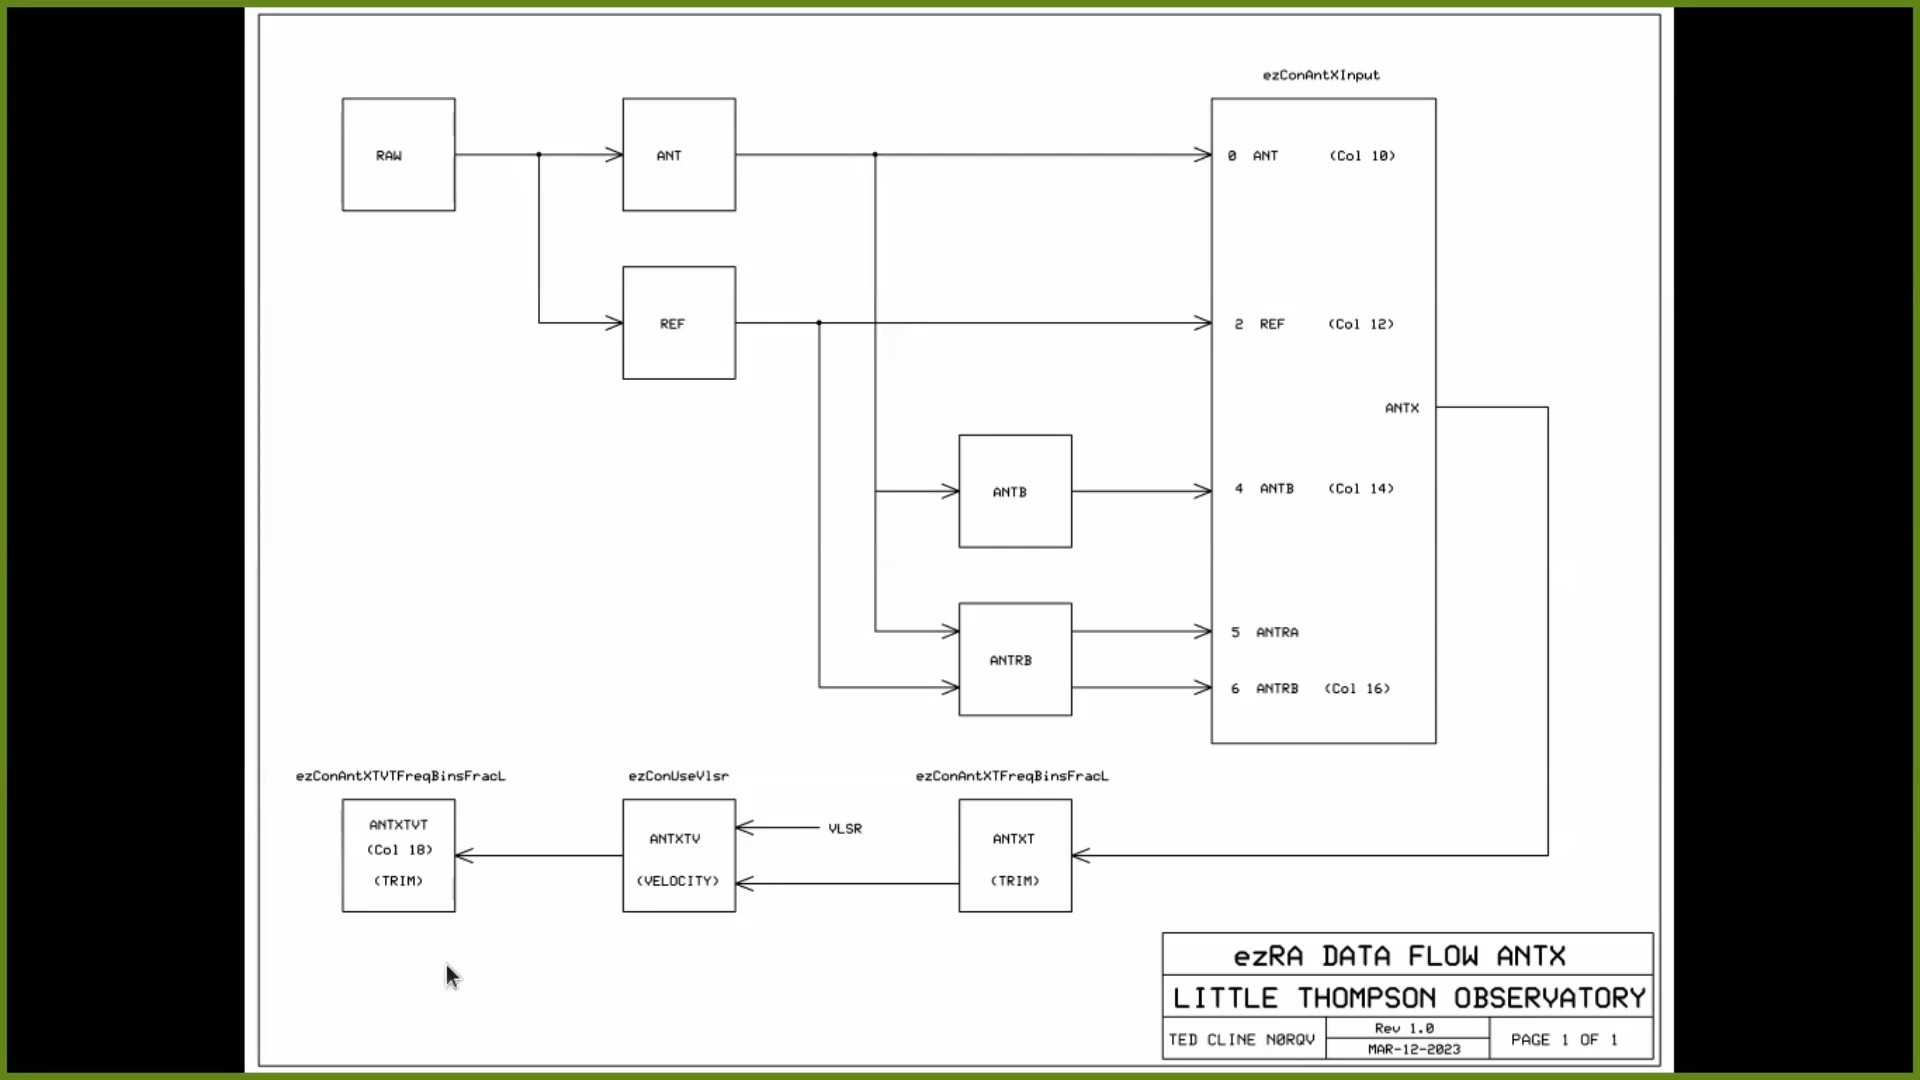 ezConAntXInput
RAW
ANT
0 ANT (Col 10)
REF
2 REF (Col 12)
ANTX
ANTB
4 ANTB (Col 14)
5 ANTRA
ANTRB
6 ANTRB (Col 16)
ezConAntXTVTFreqBinsFracL
ezConUseVlsr
ezConAntXTFreqBinsFracL
ANTXTVT
(Col 18)
(TRIM)
ANTXTV
(VELOCITY)
VLSR
ANTXT
(TRIM)
ezRA DATA FLOW ANTX
LITTLE THOMPSON OBSERVATORY
TED CLINE N0RQV
Rev 1.0
MAR-12-2023
PAGE 1 OF 1